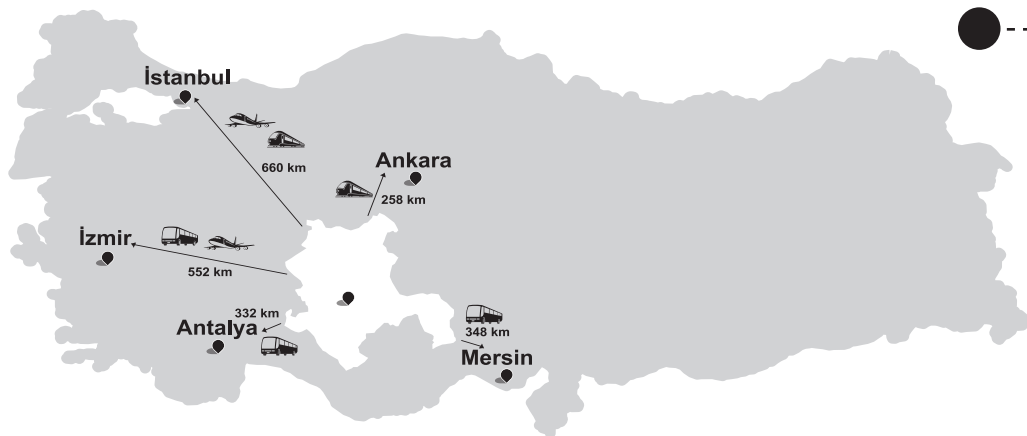 İstanbul
660 km
Ankara
258 km
İzmir
552 km
332 km
Antalya
348 km
Mersin